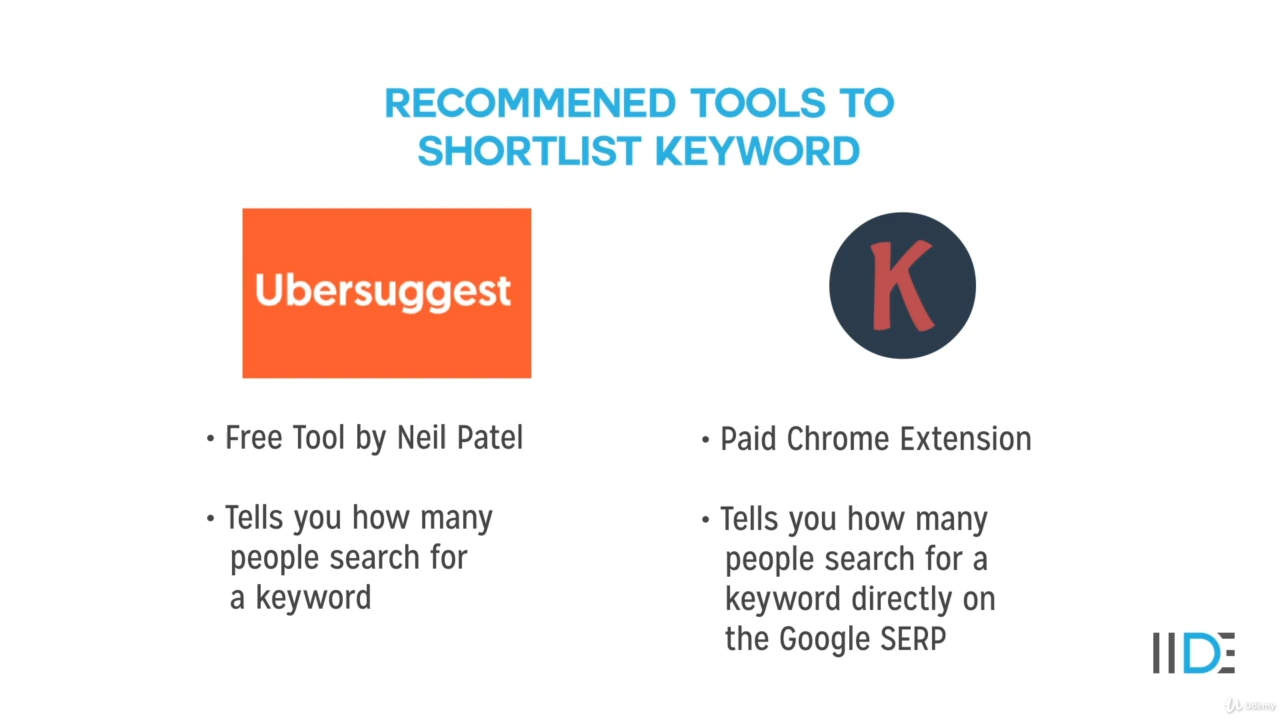 RECOMMENED TOOLS TO
SHORTLIST KEYWORD
Ubersuggest
K
• Free Tool by Neil Patel
• Tells you how many
people search for
a keyword
• Paid Chrome Extension
• Tells you how many
people search for a
keyword directly on
the Google SERP
IIDE
Udemy